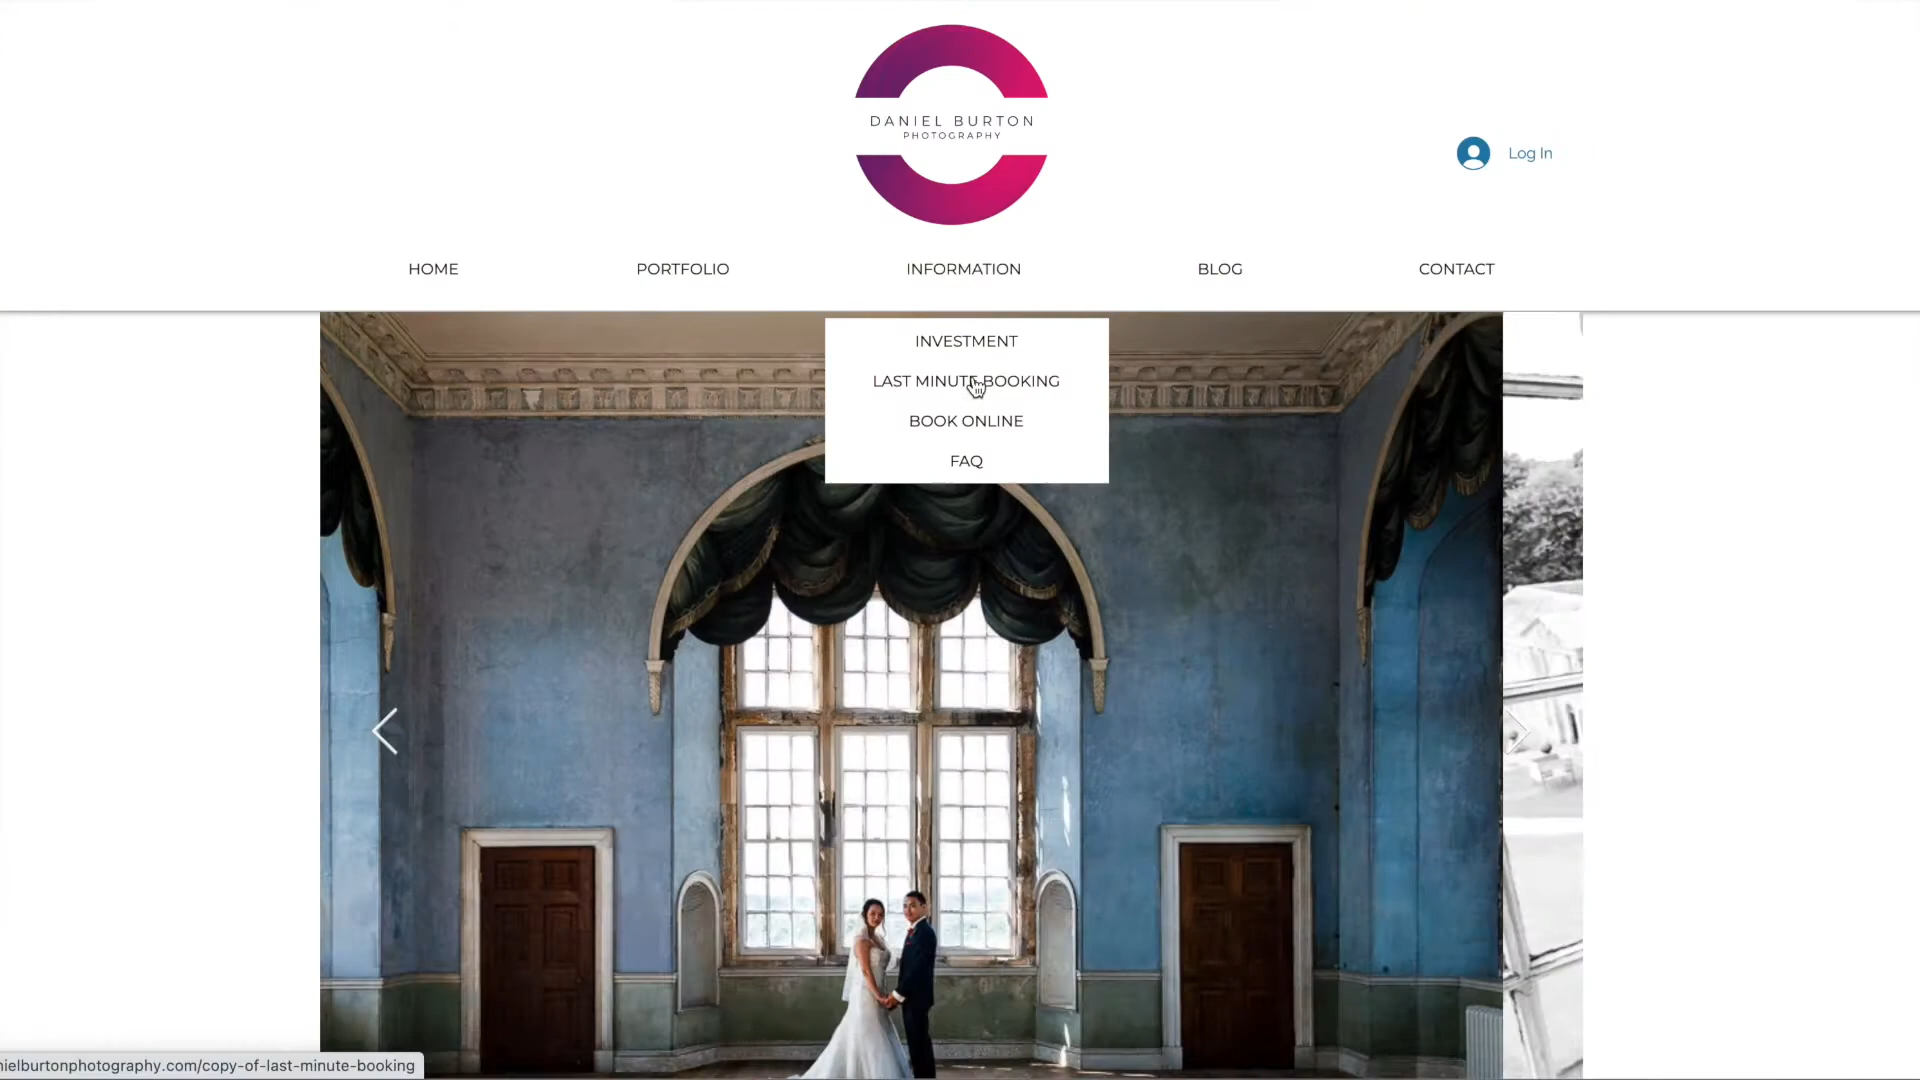 DANIEL BURTON
PHOTOGRAPHY
Log In
HOME
PORTFOLIO
INFORMATION
BLOG
CONTACT
INVESTMENT
LAST MINUTE BOOKING
BOOK ONLINE
FAQ
nielburtonphotography.com/copy-of-last-minute-booking